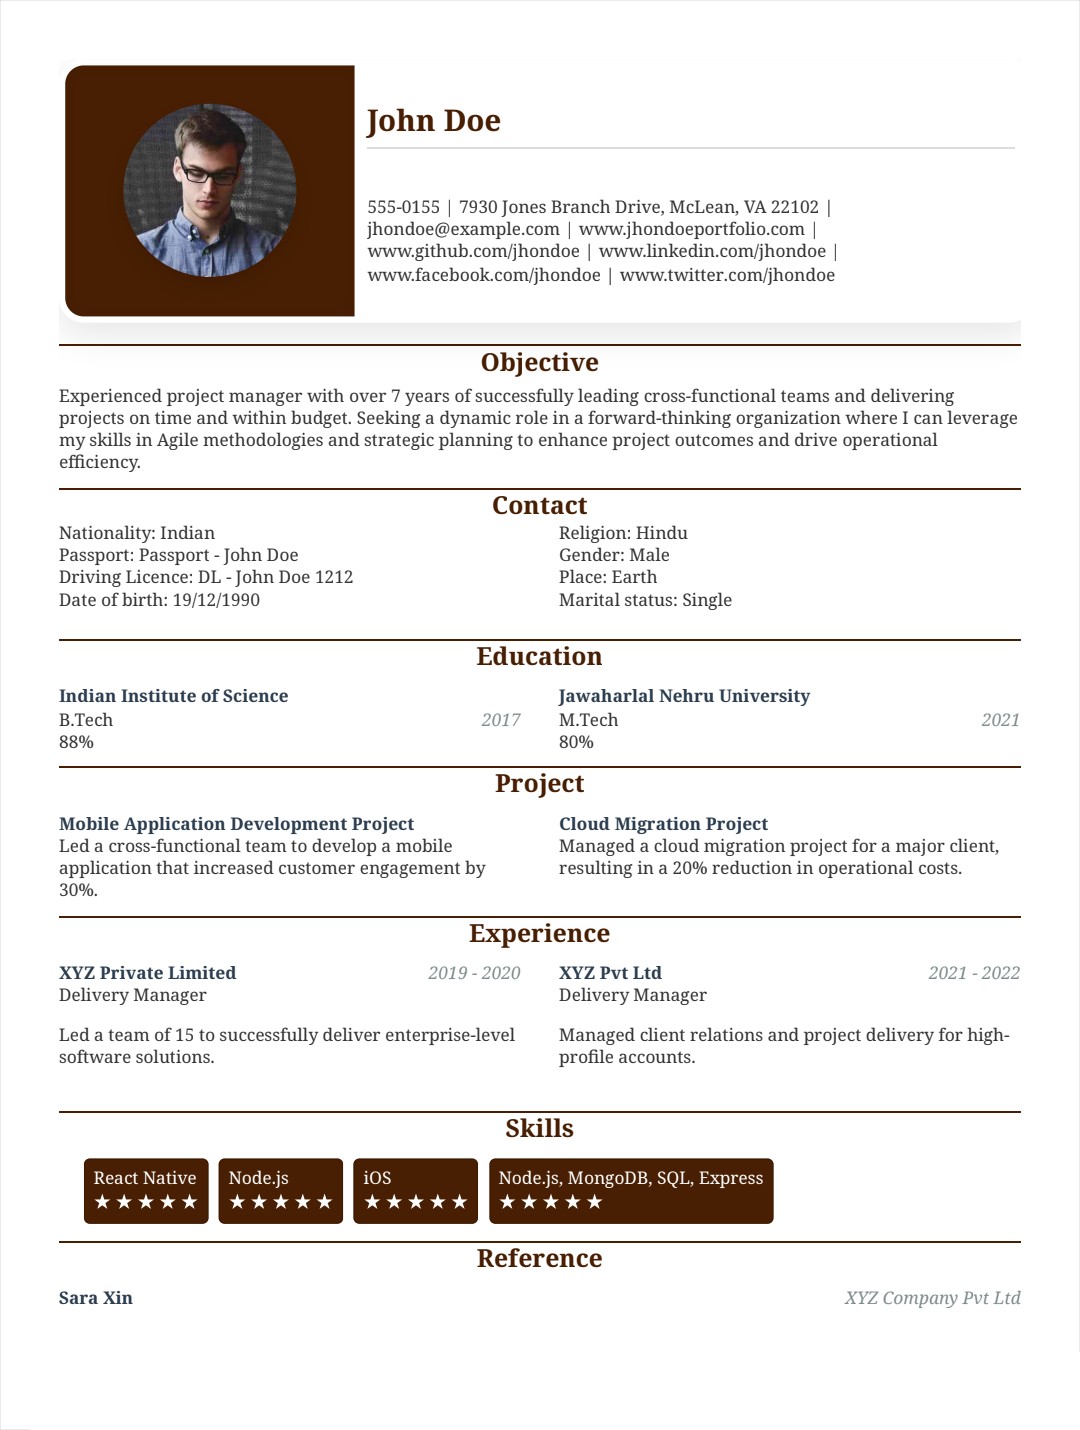 John Doe
555-0155 | 7930 Jones Branch Drive, McLean, VA 22102 |
jhondoe@example.com | www.jhondoeportfolio.com |
www.github.com/jhondoe | www.linkedin.com/jhondoe |
www.facebook.com/jhondoe | www.twitter.com/jhondoe
Objective
Experienced project manager with over 7 years of successfully leading cross-functional teams and delivering
projects on time and within budget. Seeking a dynamic role in a forward-thinking organization where I can leverage
my skills in Agile methodologies and strategic planning to enhance project outcomes and drive operational
efficiency.
Contact
Nationality: Indian
Passport: Passport - John Doe
Driving Licence: DL - John Doe 1212
Date of birth: 19/12/1990
Religion: Hindu
Gender: Male
Place: Earth
Marital status: Single
Education
Indian Institute of Science
B.Tech 2017
88%
Jawaharlal Nehru University
M.Tech 2021
80%
Project
Mobile Application Development Project
Led a cross-functional team to develop a mobile
application that increased customer engagement by
30%.
Cloud Migration Project
Managed a cloud migration project for a major client,
resulting in a 20% reduction in operational costs.
Experience
XYZ Private Limited 2019 - 2020
Delivery Manager
Led a team of 15 to successfully deliver enterprise-level
software solutions.
XYZ Pvt Ltd 2021 - 2022
Delivery Manager
Managed client relations and project delivery for high-
profile accounts.
Skills
React Native
★★★★★
Node.js
★★★★★
iOS
★★★★★
Node.js, MongoDB, SQL, Express
★★★★★
Reference
Sara Xin XYZ Company Pvt Ltd